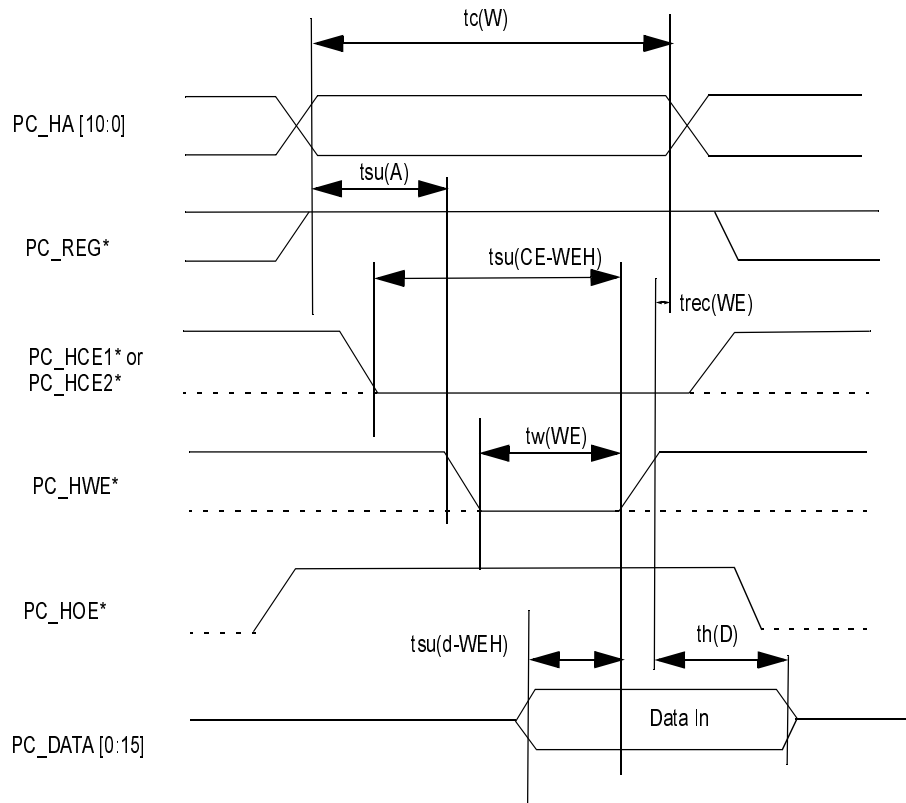 tc(W)
PC_HA [10:0]
tsu(A)
PC_REG*
tsu(CE-WEH)
trec(WE)
PC_HCE1* or
PC_HCE2*
tw(WE)
PC_HWE*
PC_HOE*
tsu(d-WEH)
th(D)
Data In
PC_DATA [0:15]